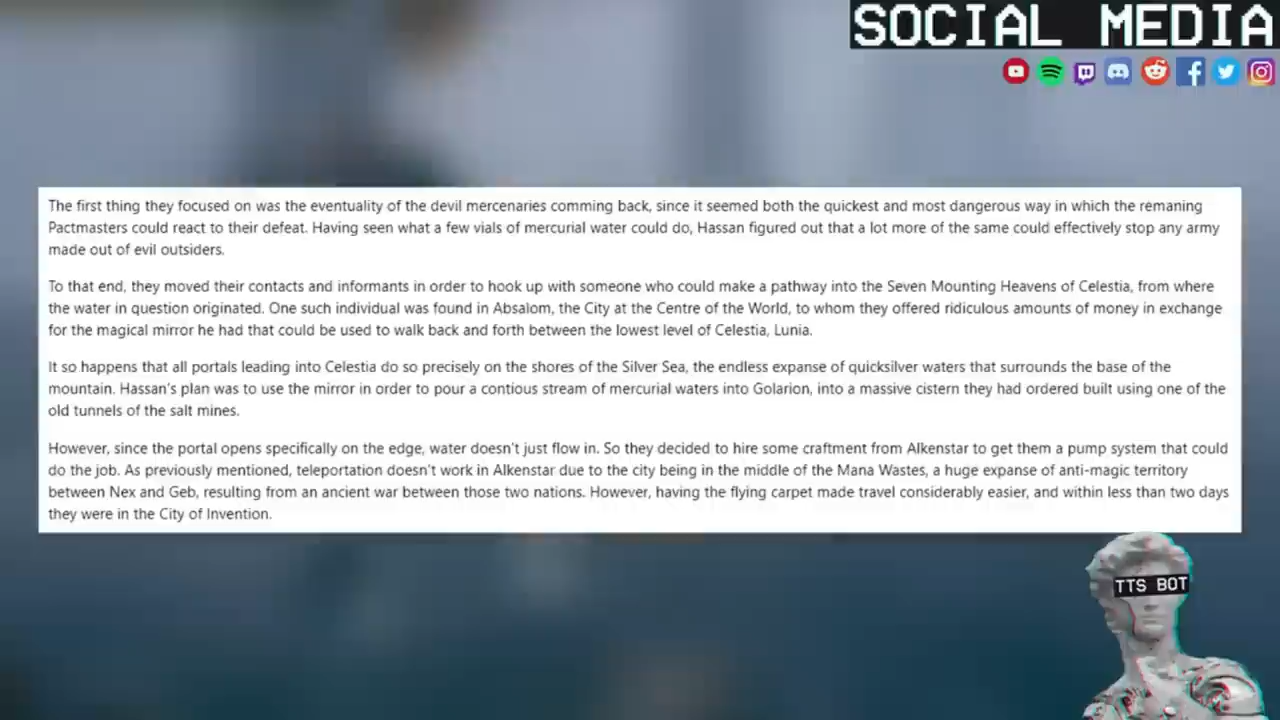 SOCIAL MEDIA
The first thing they focused on was the eventuality of the devil mercenaries comming back, since it seemed both the quickest and most dangerous way in which the remaning
Pactmasters could react to their defeat. Having seen what a few vials of mercurial water could do, Hassan figured out that a lot more of the same could effectively stop any army
made out of evil outsiders.
To that end, they moved their contacts and informants in order to hook up with someone who could make a pathway into the Seven Mounting Heavens of Celestia, from where
the water in question originated. One such individual was found in Absalom, the City at the Centre of the World, to whom they offered ridiculous amounts of money in exchange
for the magical mirror he had that could be used to walk back and forth between the lowest level of Celestia, Lunia.
It so happens that all portals leading into Celestia do so precisely on the shores of the Silver Sea, the endless expanse of quicksilver waters that surrounds the base of the
mountain. Hassan's plan was to use the mirror in order to pour a contious stream of mercurial waters into Golarion, into a massive cistern they had ordered built using one of the
old tunnels of the salt mines.
However, since the portal opens specifically on the edge, water doesn't just flow in. So they decided to hire some craftment from Alkenstar to get them a pump system that could
do the job. As previously mentioned, teleportation doesn't work in Alkenstar due to the city being in the middle of the Mana Wastes, a huge expanse of anti-magic territory
between Nex and Geb, resulting from an ancient war between those two nations. However, having the flying carpet made travel considerably easier, and within less than two days
they were in the City of Invention.
TTS BOT